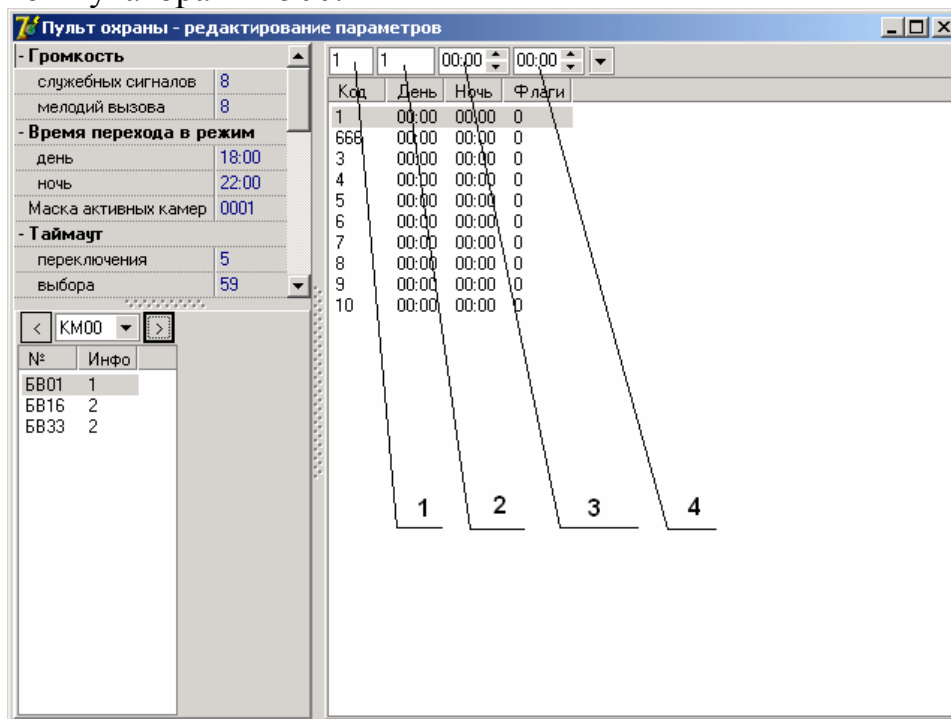 Пульт охраны - редактирование параметров
- Громкость
служебных сигналов 8
мелодий вызова 8
- Время перехода в режим
день 18:00
ночь 22:00
Маска активных камер 0001
- Таймаут
переключения 5
выбора 59
< КМ00 >
№ Инфо
БВ01 1
БВ16 2
БВ33 2
1 1 00:00 00:00
Код День Ночь Флаги
1 00:00 00:00 0
666 00:00 00:00 0
3 00:00 00:00 0
4 00:00 00:00 0
5 00:00 00:00 0
6 00:00 00:00 0
7 00:00 00:00 0
8 00:00 00:00 0
9 00:00 00:00 0
10 00:00 00:00 0
1 2 3 4